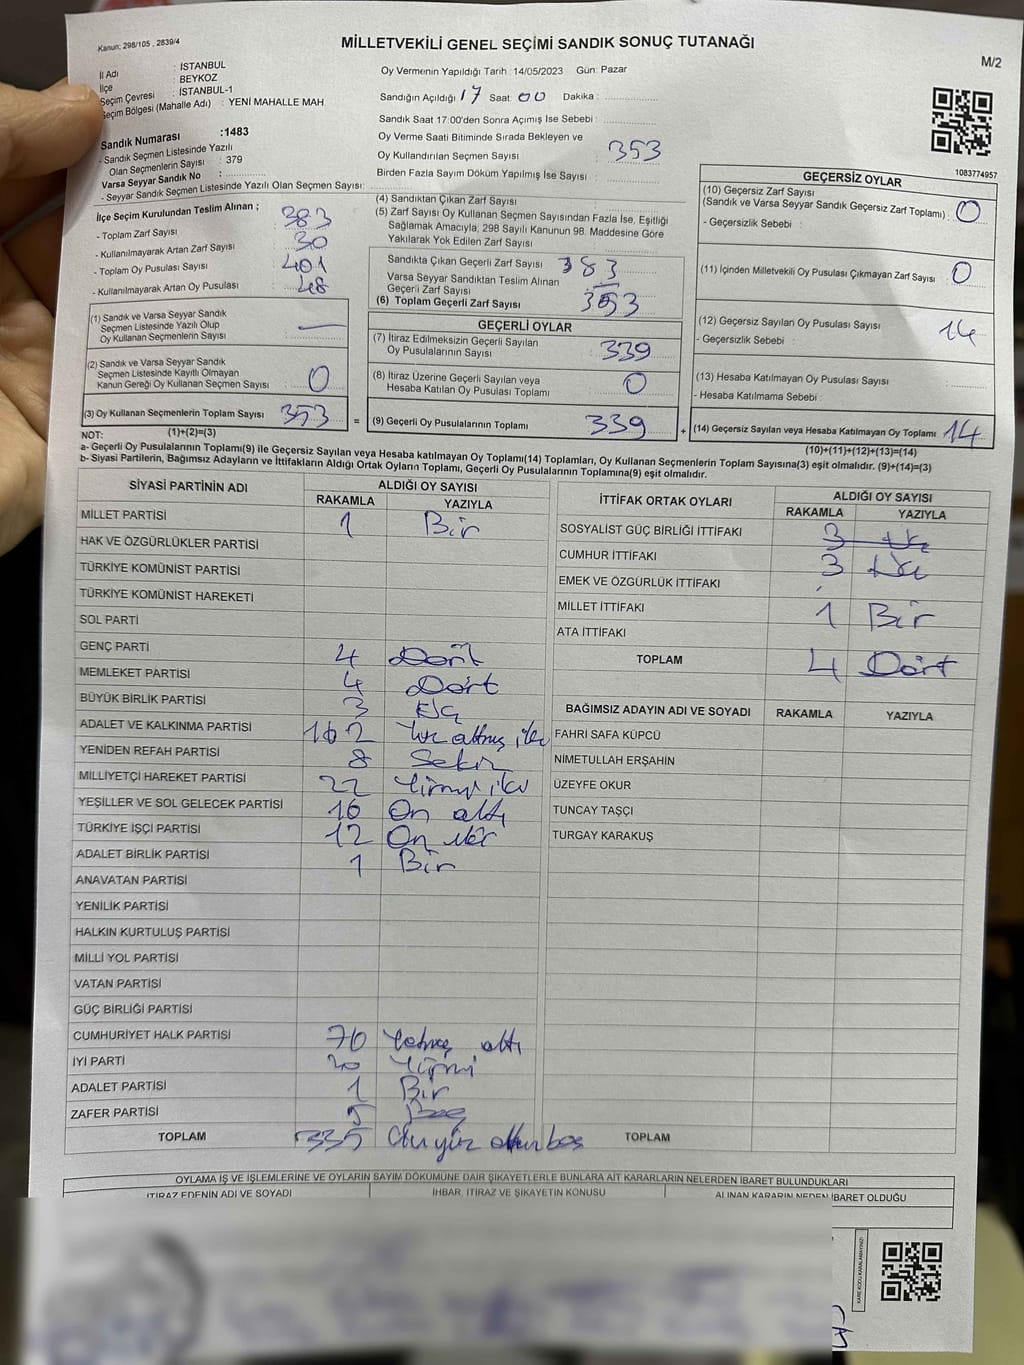 Kanun: 298/105 , 2839/4
MİLLETVEKİLİ GENEL SEÇİMİ SANDIK SONUÇ TUTANAĞI
M/2
İl Adı : İSTANBUL
İlçe : BEYKOZ
Seçim Çevresi : İSTANBUL-1
Seçim Bölgesi (Mahalle Adı) : YENİ MAHALLE MAH
Sandık Numarası :1483
- Sandık Seçmen Listesinde Yazılı
Olan Seçmenlerin Sayısı : 379
Varsa Seyyar Sandık No :
- Seyyar Sandık Seçmen Listesinde Yazılı Olan Seçmen Sayısı:
Oy Vermenin Yapıldığı Tarih 14/05/2023 Gün: Pazar
Sandığın Açıldığı 17 Saat: 00 Dakika :
Sandık Saat 17:00'den Sonra Açımış İse Sebebi :
Oy Verme Saati Bitiminde Sırada Bekleyen ve
Oy Kullandırılan Seçmen Sayısı : 353
Birden Fazla Sayım Döküm Yapılmış İse Sayısı :
1083774957
İlçe Seçim Kurulundan Teslim Alınan ;
- Toplam Zarf Sayısı : 383
- Kullanılmayarak Artan Zarf Sayısı : 30
- Toplam Oy Pusulası Sayısı : 401
- Kullanılmayarak Artan Oy Pusulası : 48
(1) Sandık ve Varsa Seyyar Sandık
Seçmen Listesinde Yazılı Olup
Oy Kullanan Seçmenlerin Sayısı :
(2) Sandık ve Varsa Seyyar Sandık
Seçmen Listesinde Kayıtlı Olmayan
Kanun Gereği Oy Kullanan Seçmen Sayısı : 0
(3) Oy Kullanan Seçmenlerin Toplam Sayısı : 353
(4) Sandıktan Çıkan Zarf Sayısı :
(5) Zarf Sayısı Oy Kullanan Seçmen Sayısından Fazla İse, Eşitliği
Sağlamak Amacıyla, 298 Sayılı Kanunun 98. Maddesine Göre
Yakılarak Yok Edilen Zarf Sayısı :
Sandıkta Çıkan Geçerli Zarf Sayısı : 383
Varsa Seyyar Sandıktan Teslim Alınan
Geçerli Zarf Sayısı :
(6) Toplam Geçerli Zarf Sayısı : 353
GEÇERLİ OYLAR
(7) İtiraz Edilmeksizin Geçerli Sayılan
Oy Pusulalarının Sayısı : 339
(8) İtiraz Üzerine Geçerli Sayılan veya
Hesaba Katılan Oy Pusulası Toplamı : 0
= (9) Geçerli Oy Pusulalarının Toplamı : 339
GEÇERSİZ OYLAR
(10) Geçersiz Zarf Sayısı
(Sandık ve Varsa Seyyar Sandık Geçersiz Zarf Toplamı) : 0
- Geçersizlik Sebebi :
(11) İçinden Milletvekili Oy Pusulası Çıkmayan Zarf Sayısı : 0
(12) Geçersiz Sayılan Oy Pusulası Sayısı : 14
- Geçersizlik Sebebi :
(13) Hesaba Katılmayan Oy Pusulası Sayısı :
- Hesaba Katılmama Sebebi :
+ (14) Geçersiz Sayılan veya Hesaba Katılmayan Oy Toplamı : 14
NOT: (1)+(2)=(3)
(10)+(11)+(12)+(13)=(14)
a- Geçerli Oy Pusulalarının Toplamı(9) ile Geçersiz Sayılan veya Hesaba katılmayan Oy Toplamı(14) Toplamları, Oy Kullanan Seçmenlerin Toplam Sayısına(3) eşit olmalıdır. (9)+(14)=(3)
b- Siyasi Partilerin, Bağımsız Adayların ve İttifakların Aldığı Ortak Oyların Toplamı, Geçerli Oy Pusulalarının Toplamına(9) eşit olmalıdır.
SİYASİ PARTİNİN ADI ALDIĞI OY SAYISI
RAKAMLA YAZIYLA
MİLLET PARTİSİ 1 Bir
HAK VE ÖZGÜRLÜKLER PARTİSİ
TÜRKİYE KOMÜNİST PARTİSİ
TÜRKİYE KOMÜNİST HAREKETİ
SOL PARTİ
GENÇ PARTİ 4 Dört
MEMLEKET PARTİSİ 4 Dört
BÜYÜK BİRLİK PARTİSİ 3 Üç
ADALET VE KALKINMA PARTİSİ 162 Yüz altmış iki
YENİDEN REFAH PARTİSİ 8 Sekiz
MİLLİYETÇİ HAREKET PARTİSİ 22 Yirmi iki
YEŞİLLER VE SOL GELECEK PARTİSİ 16 On altı
TÜRKİYE İŞÇİ PARTİSİ 12 On iki
ADALET BİRLİK PARTİSİ 1 Bir
ANAVATAN PARTİSİ
YENİLİK PARTİSİ
HALKIN KURTULUŞ PARTİSİ
MİLLİ YOL PARTİSİ
VATAN PARTİSİ
GÜÇ BİRLİĞİ PARTİSİ
CUMHURİYET HALK PARTİSİ 76 Yetmiş altı
İYİ PARTİ 20 Yirmi
ADALET PARTİSİ 1 Bir
ZAFER PARTİSİ 5 Beş
TOPLAM 335 Üçyüz otuz beş
İTTİFAK ORTAK OYLARI ALDIĞI OY SAYISI
RAKAMLA YAZIYLA
SOSYALİST GÜÇ BİRLİĞİ İTTİFAKI 3 Üç
CUMHUR İTTİFAKI 3 Üç
EMEK VE ÖZGÜRLÜK İTTİFAKI
MİLLET İTTİFAKI 1 Bir
ATA İTTİFAKI
TOPLAM 4 Dört
BAĞIMSIZ ADAYIN ADI VE SOYADI RAKAMLA YAZIYLA
FAHRİ SAFA KÜPCÜ
NİMETULLAH ERŞAHİN
ÜZEYFE OKUR
TUNCAY TAŞÇI
TURGAY KARAKUŞ
TOPLAM
OYLAMA İŞ VE İŞLEMLERİNE VE OYLARIN SAYIM DÖKÜMÜNE DAİR ŞİKAYETLERLE BUNLARA AİT KARARLARIN NELERDEN İBARET BULUNDUKLARI
İTİRAZ EDENİN ADI VE SOYADI İHBAR, İTİRAZ VE ŞİKAYETİN KONUSU ALINAN KARARIN NEDEN İBARET OLDUĞU